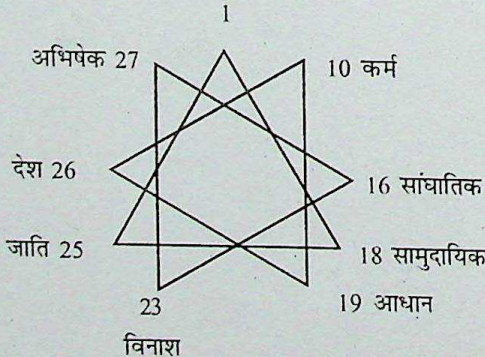 1
अभिषेक 27
10 कर्म
देश 26
16 सांघातिक
जाति 25
18 सामुदायिक
23
19 आधान
विनाश